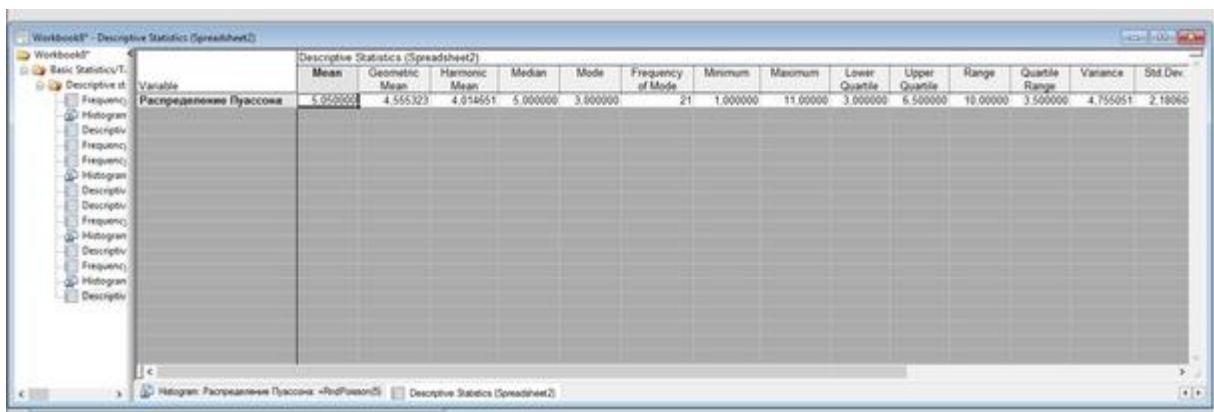 Workbook8* - Descriptive Statistics (Spreadsheet2)
Workbook8*
Basic Statistics/T.
Descriptive st
Frequency
Histogram
Descriptiv
Frequency
Frequency
Histogram
Descriptiv
Descriptiv
Frequency
Histogram
Descriptiv
Frequency
Histogram
Descriptiv
Descriptive Statistics (Spreadsheet2)
Variable Mean Geometric Mean Harmonic Mean Median Mode Frequency of Mode Minimum Maximum Lower Quartile Upper Quartile Range Quartile Range Variance Std.Dev.
Распределение Пуассона 5.050000 4.555323 4.014651 5.000000 3.000000 21 1.000000 11.00000 3.000000 6.500000 10.00000 3.500000 4.755051 2.18060
Histogram: Распределение Пуассона: =RndPoisson(5) Descriptive Statistics (Spreadsheet2)